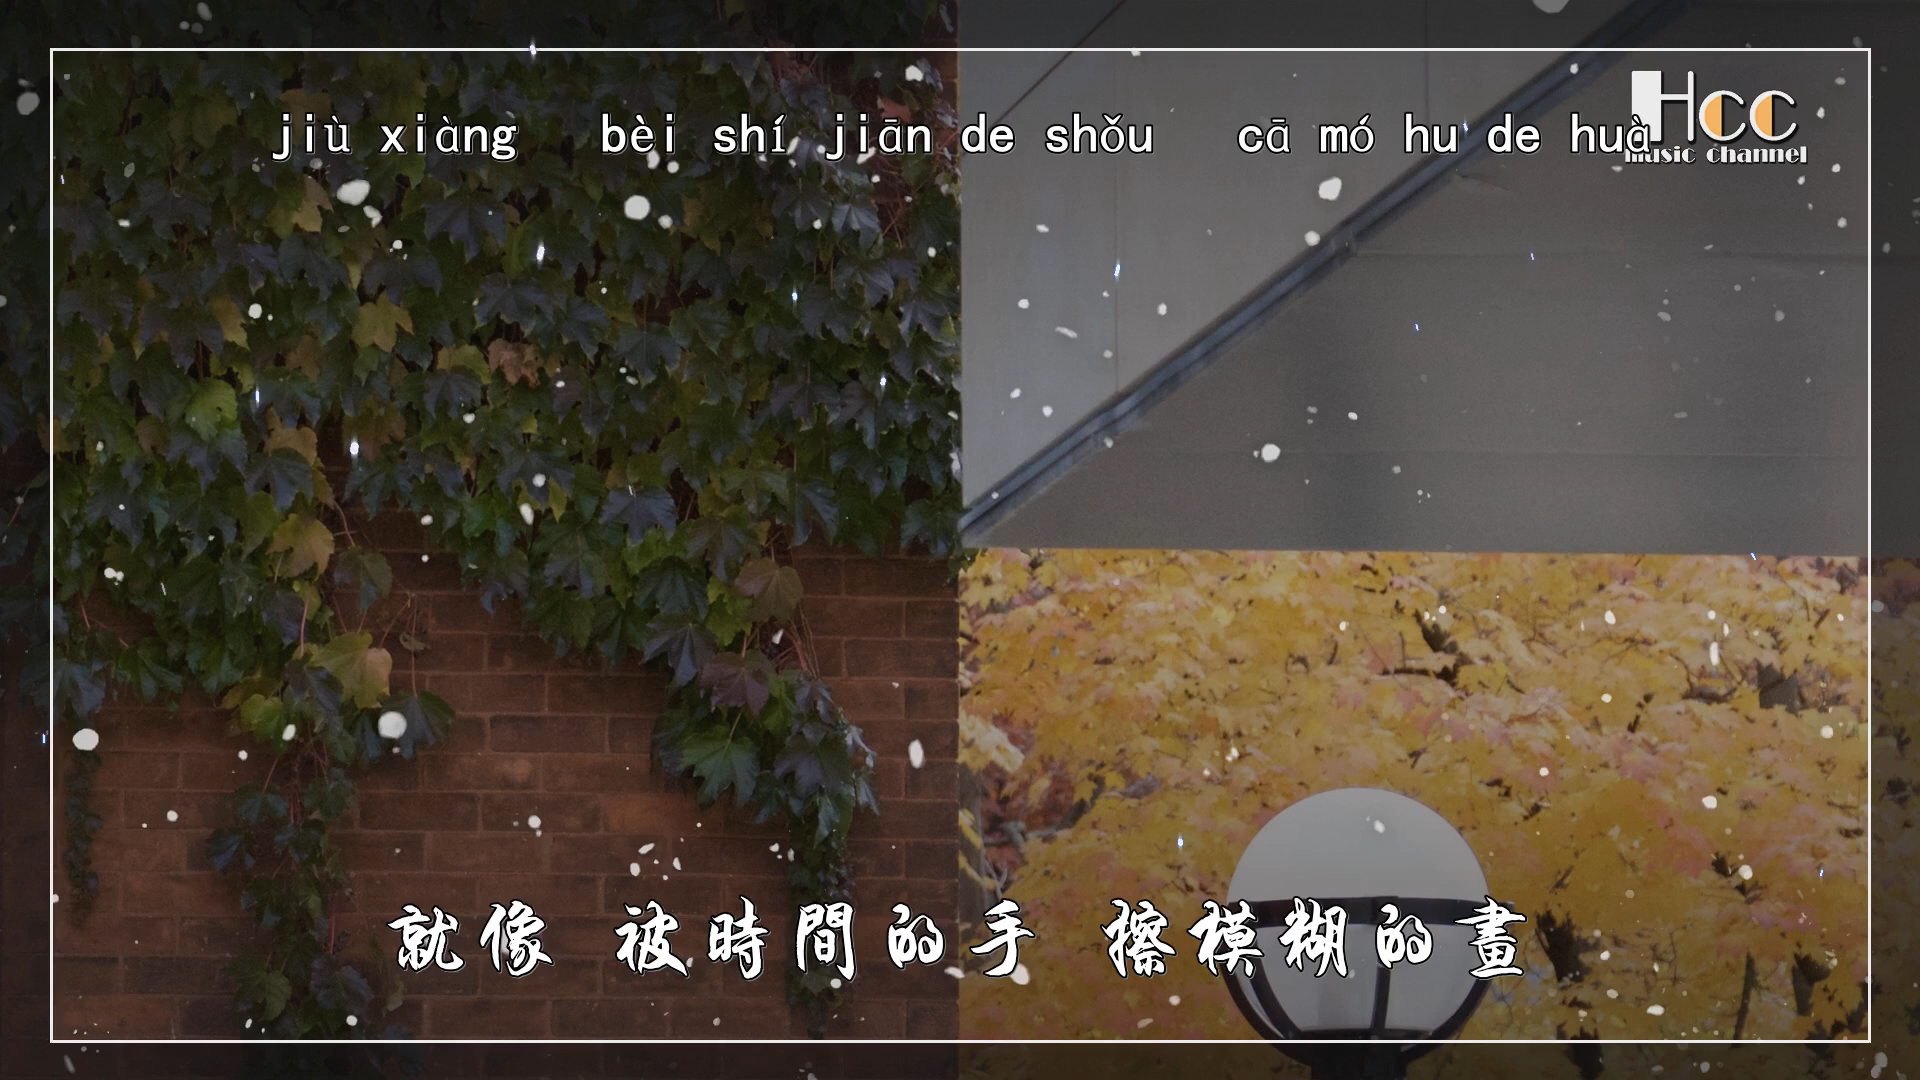 Hcc
music channel
jiù xiàng bèi shí jiān de shǒu cā mó hu de huà
就像 被時間的手 擦模糊的畫